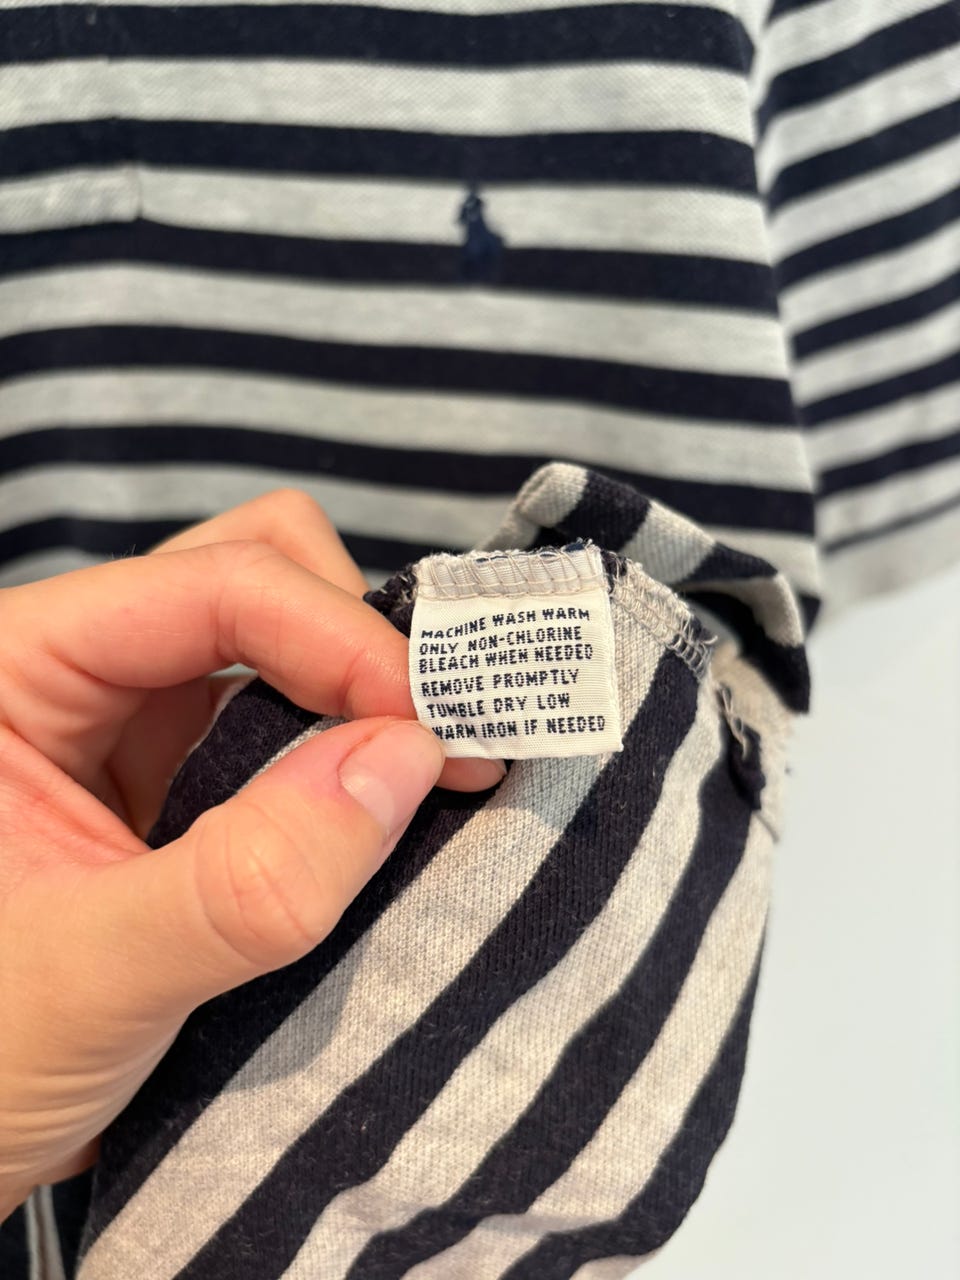 MACHINE WASH WARM
ONLY NON-CHLORINE
BLEACH WHEN NEEDED
REMOVE PROMPTLY
TUMBLE DRY LOW
WARM IRON IF NEEDED